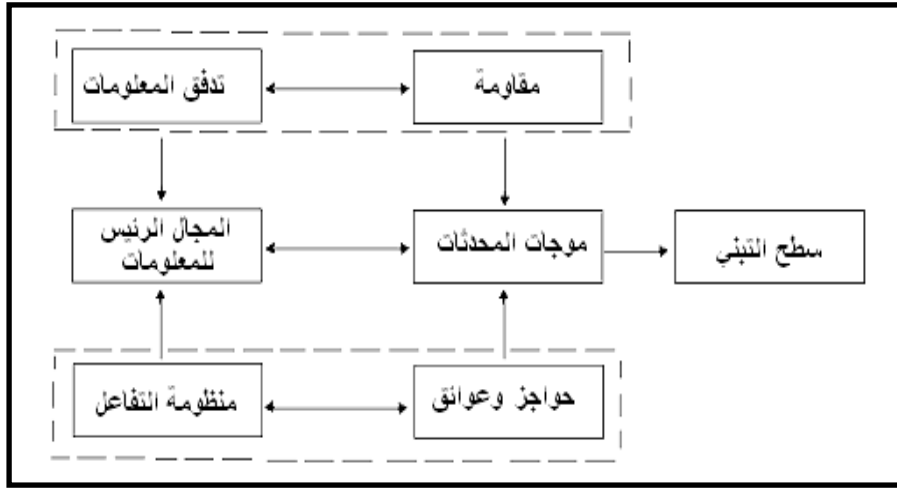 تدفق المعلومات
مقاومة
المجال الرئيس
للمعلومات
موجات المحدثات
سطح التبني
منظومة التفاعل
حواجز وعوائق